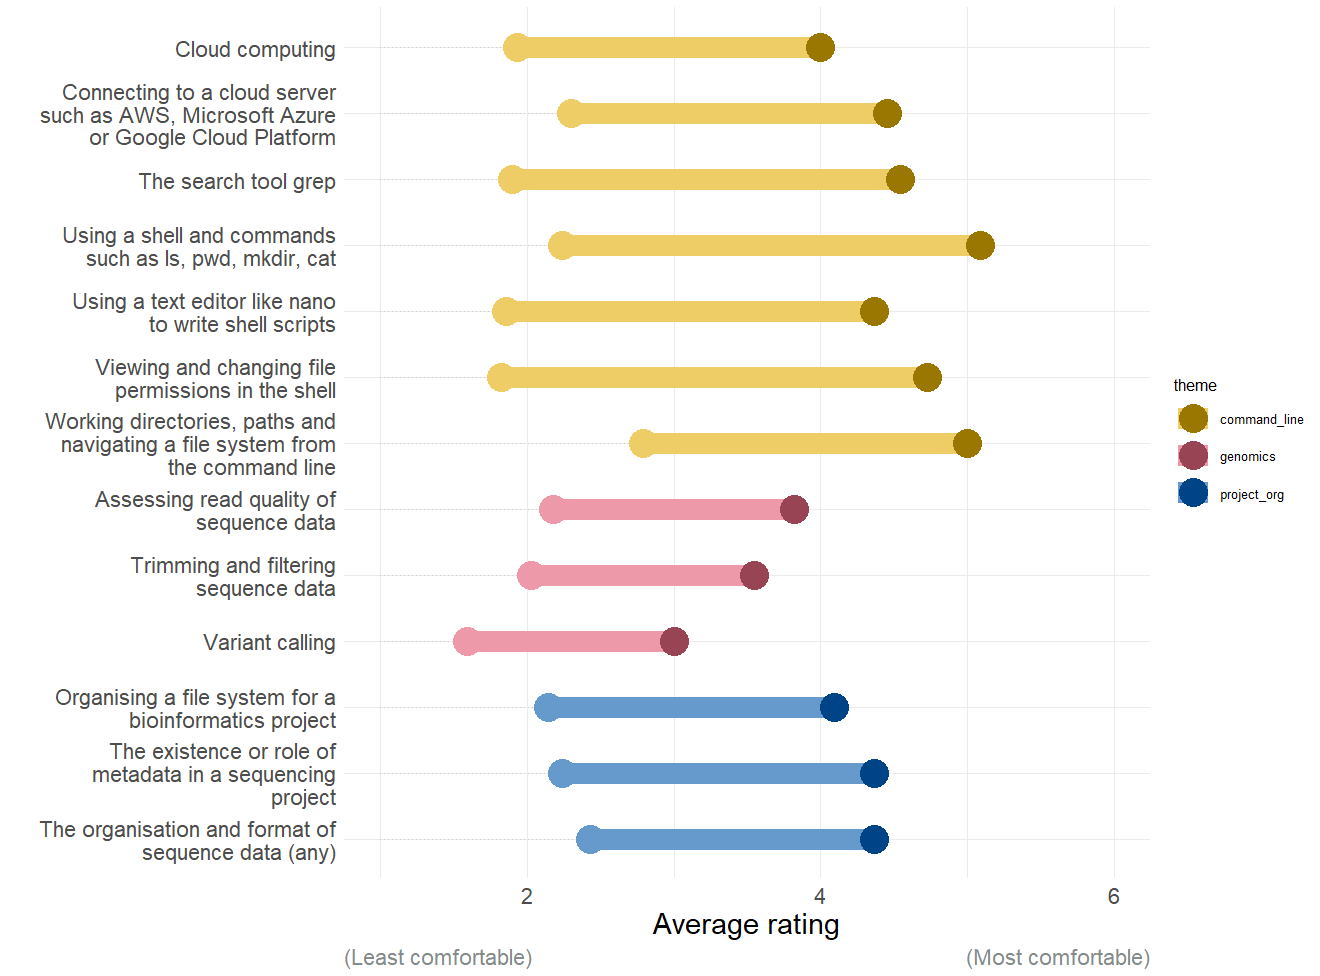 Cloud computing
Connecting to a cloud server
such as AWS, Microsoft Azure
or Google Cloud Platform
The search tool grep
Using a shell and commands
such as ls, pwd, mkdir, cat
Using a text editor like nano
to write shell scripts
Viewing and changing file
permissions in the shell
Working directories, paths and
navigating a file system from
the command line
Assessing read quality of
sequence data
Trimming and filtering
sequence data
Variant calling
Organising a file system for a
bioinformatics project
The existence or role of
metadata in a sequencing
project
The organisation and format of
sequence data (any)
2 4 6
Average rating
(Least comfortable) (Most comfortable)
theme
command_line
genomics
project_org